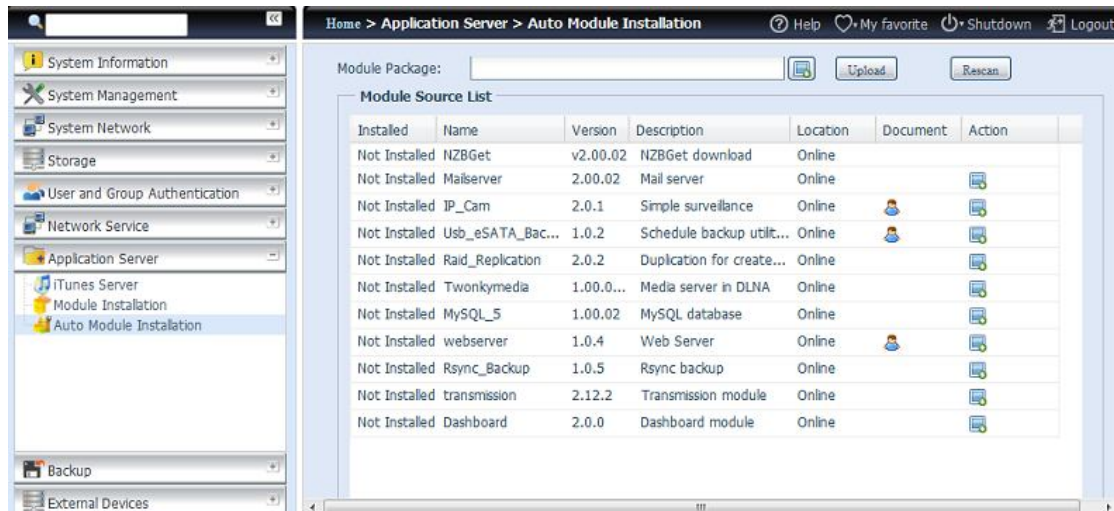 Home > Application Server > Auto Module Installation
Help My favorite Shutdown Logout
System Information
System Management
System Network
Storage
User and Group Authentication
Network Service
Application Server
iTunes Server
Module Installation
Auto Module Installation
Backup
External Devices
Module Package: Upload Rescan
Module Source List
Installed Name Version Description Location Document Action
Not Installed NZBGet v2.00.02 NZBGet download Online
Not Installed Mailserver 2.00.02 Mail server Online
Not Installed IP_Cam 2.0.1 Simple surveillance Online
Not Installed Usb_eSATA_Bac... 1.0.2 Schedule backup utilit... Online
Not Installed Raid_Replication 2.0.2 Duplication for create... Online
Not Installed Twonkymedia 1.00.0... Media server in DLNA Online
Not Installed MySQL_5 1.00.02 MySQL database Online
Not Installed webserver 1.0.4 Web Server Online
Not Installed Rsync_Backup 1.0.5 Rsync backup Online
Not Installed transmission 2.12.2 Transmission module Online
Not Installed Dashboard 2.0.0 Dashboard module Online